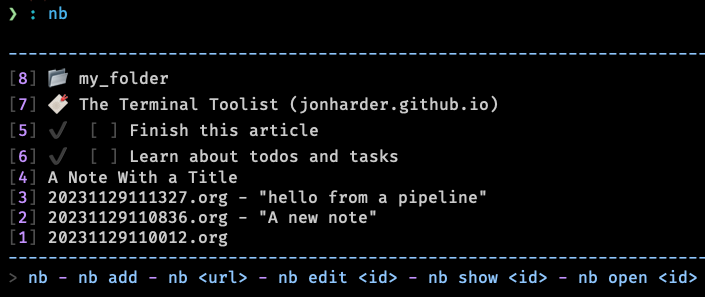 ❯ : nb
[8] 📂 my_folder
[7] 🔖 The Terminal Toolist (jonharder.github.io)
[5] ✔️ [ ] Finish this article
[6] ✔️ [ ] Learn about todos and tasks
[4] A Note With a Title
[3] 20231129111327.org - "hello from a pipeline"
[2] 20231129110836.org - "A new note"
[1] 20231129110012.org
> nb - nb add - nb <url> - nb edit <id> - nb show <id> - nb open <id>